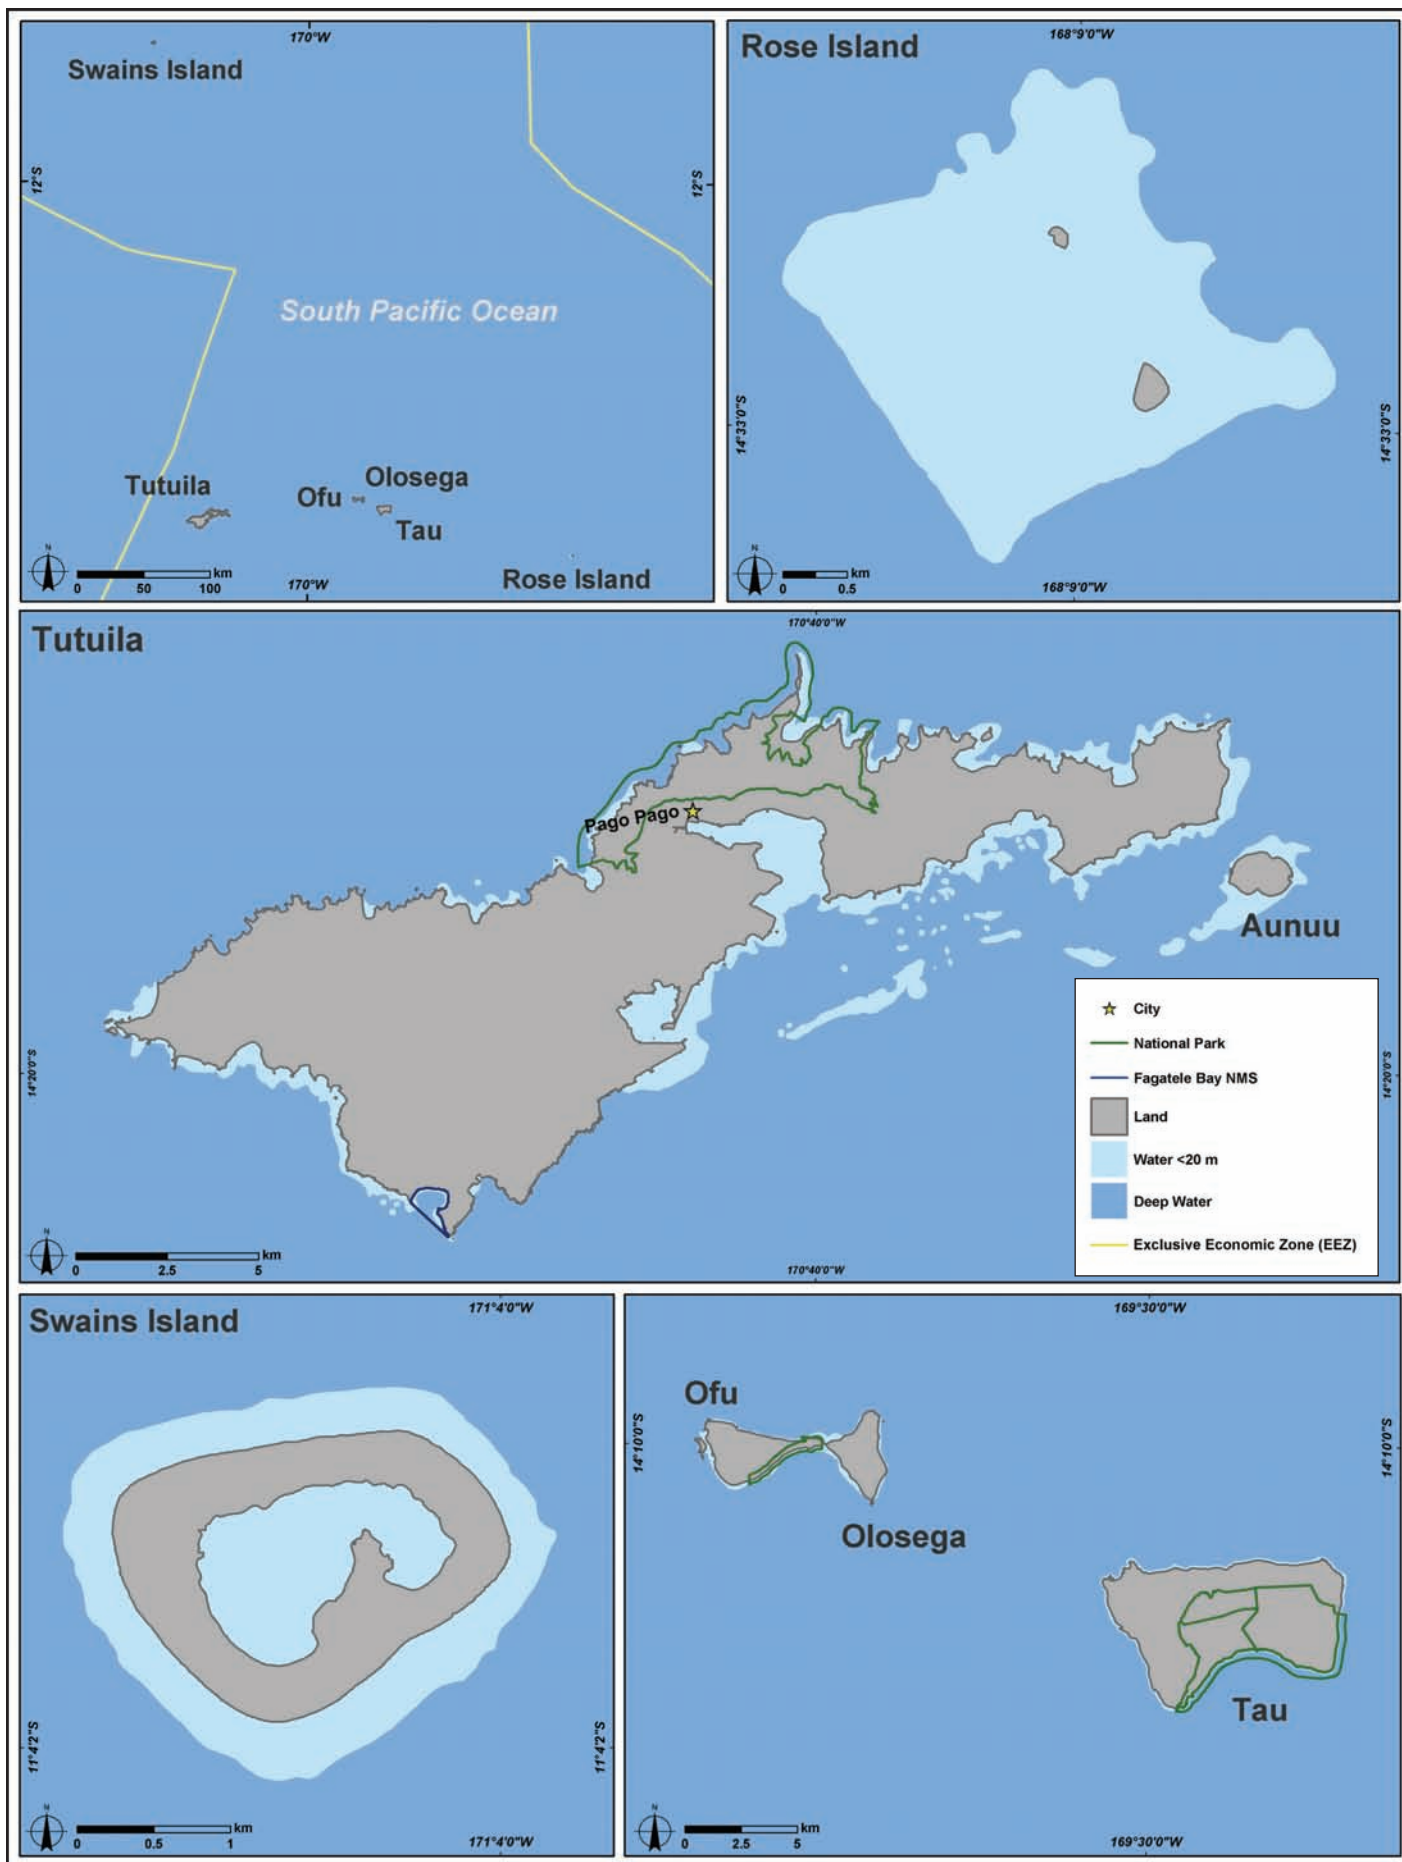 170°W
Swains Island
12°S
12°S
South Pacific Ocean
Tutuila
Ofu
Olosega
Tau
Rose Island
N
km
0 50 100
170°W
Rose Island
168°9'0"W
14°33'0"S
14°33'0"S
N
km
0 0.5
168°9'0"W
Tutuila
170°40'0"W
Pago Pago
Aunuu
14°20'0"S
14°20'0"S
City
National Park
Fagatele Bay NMS
Land
Water <20 m
Deep Water
Exclusive Economic Zone (EEZ)
N
km
0 2.5 5
170°40'0"W
Swains Island
171°4'0"W
11°4'2"S
11°4'2"S
N
km
0 0.5 1
171°4'0"W
169°30'0"W
Ofu
14°10'0"S
14°10'0"S
Olosega
Tau
N
km
0 2.5 5
169°30'0"W